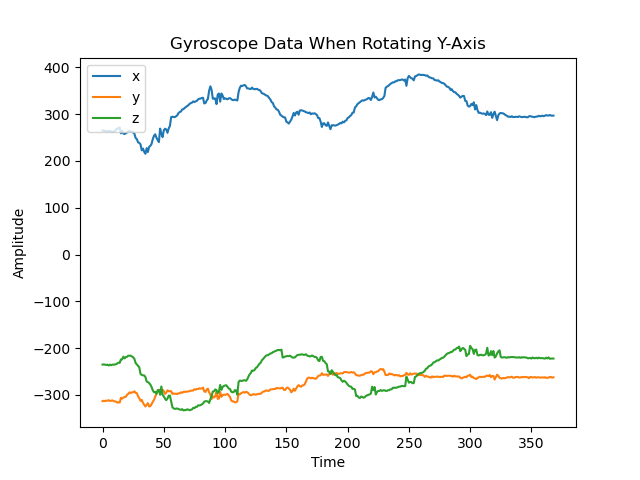 Gyroscope Data When Rotating Y-Axis
x
y
z
400
300
200
100
0
−100
−200
−300
Amplitude
0 50 100 150 200 250 300 350
Time